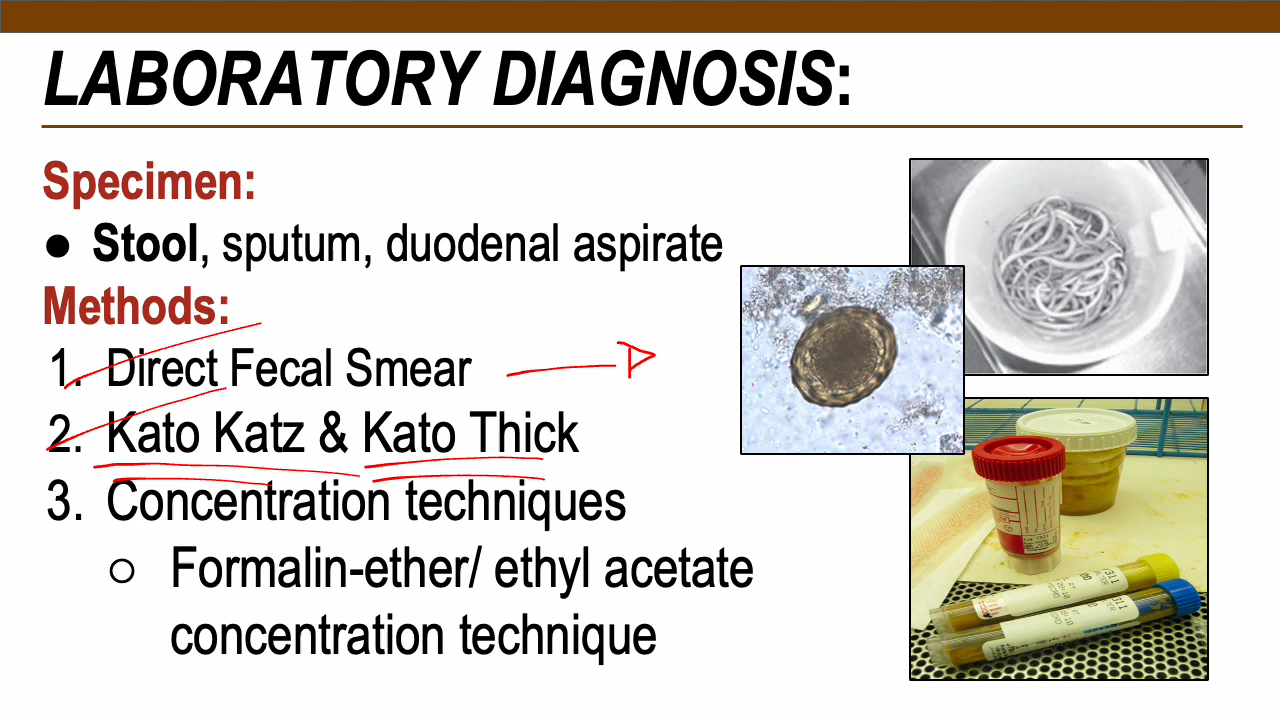 LABORATORY DIAGNOSIS:
Specimen:
● Stool, sputum, duodenal aspirate
Methods:
1. Direct Fecal Smear
P
2. Kato Katz & Kato Thick
3. Concentration techniques
○ Formalin-ether/ ethyl acetate
concentration technique